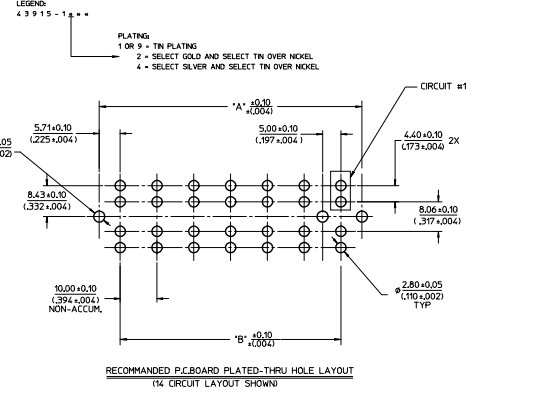 LEGEND:
43915-1***
PLATING:
1 OR 9 = TIN PLATING
2 = SELECT GOLD AND SELECT TIN OVER NICKEL
4 = SELECT SILVER AND SELECT TIN OVER NICKEL
CIRCUIT #1
"A" ±0.10
±(.004)
5.71±0.10
(.225±.004)
5.00±0.10
(.197±.004)
4.40±0.10
(.173±.004) 2X
.05
02)
8.43±0.10
(.332±.004)
8.06±0.10
(.317±.004)
10.00±0.10
(.394±.004)
NON-ACCUM.
ø 2.80±0.05
(.110±.002)
TYP
"B" ±0.10
±(.004)
RECOMMANDED P.C.BOARD PLATED-THRU HOLE LAYOUT
(14 CIRCUIT LAYOUT SHOWN)